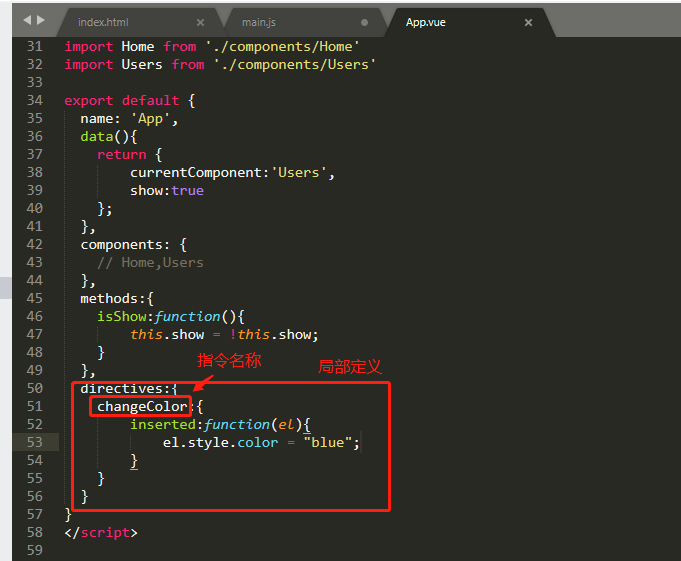 index.html × main.js App.vue ×
31 import Home from './components/Home'
32 import Users from './components/Users'
33
34 export default {
35 name: 'App',
36 data(){
37 return {
38 currentComponent:'Users',
39 show:true
40 };
41 },
42 components: {
43 // Home,Users
44 },
45 methods:{
46 isShow:function(){
47 this.show = !this.show;
48 }
指令名称
局部定义
49 },
50 directives:{
51 changeColor:{
52 inserted:function(el){
53 el.style.color = "blue";
54 }
55 }
56 }
57 }
58 </script>
59